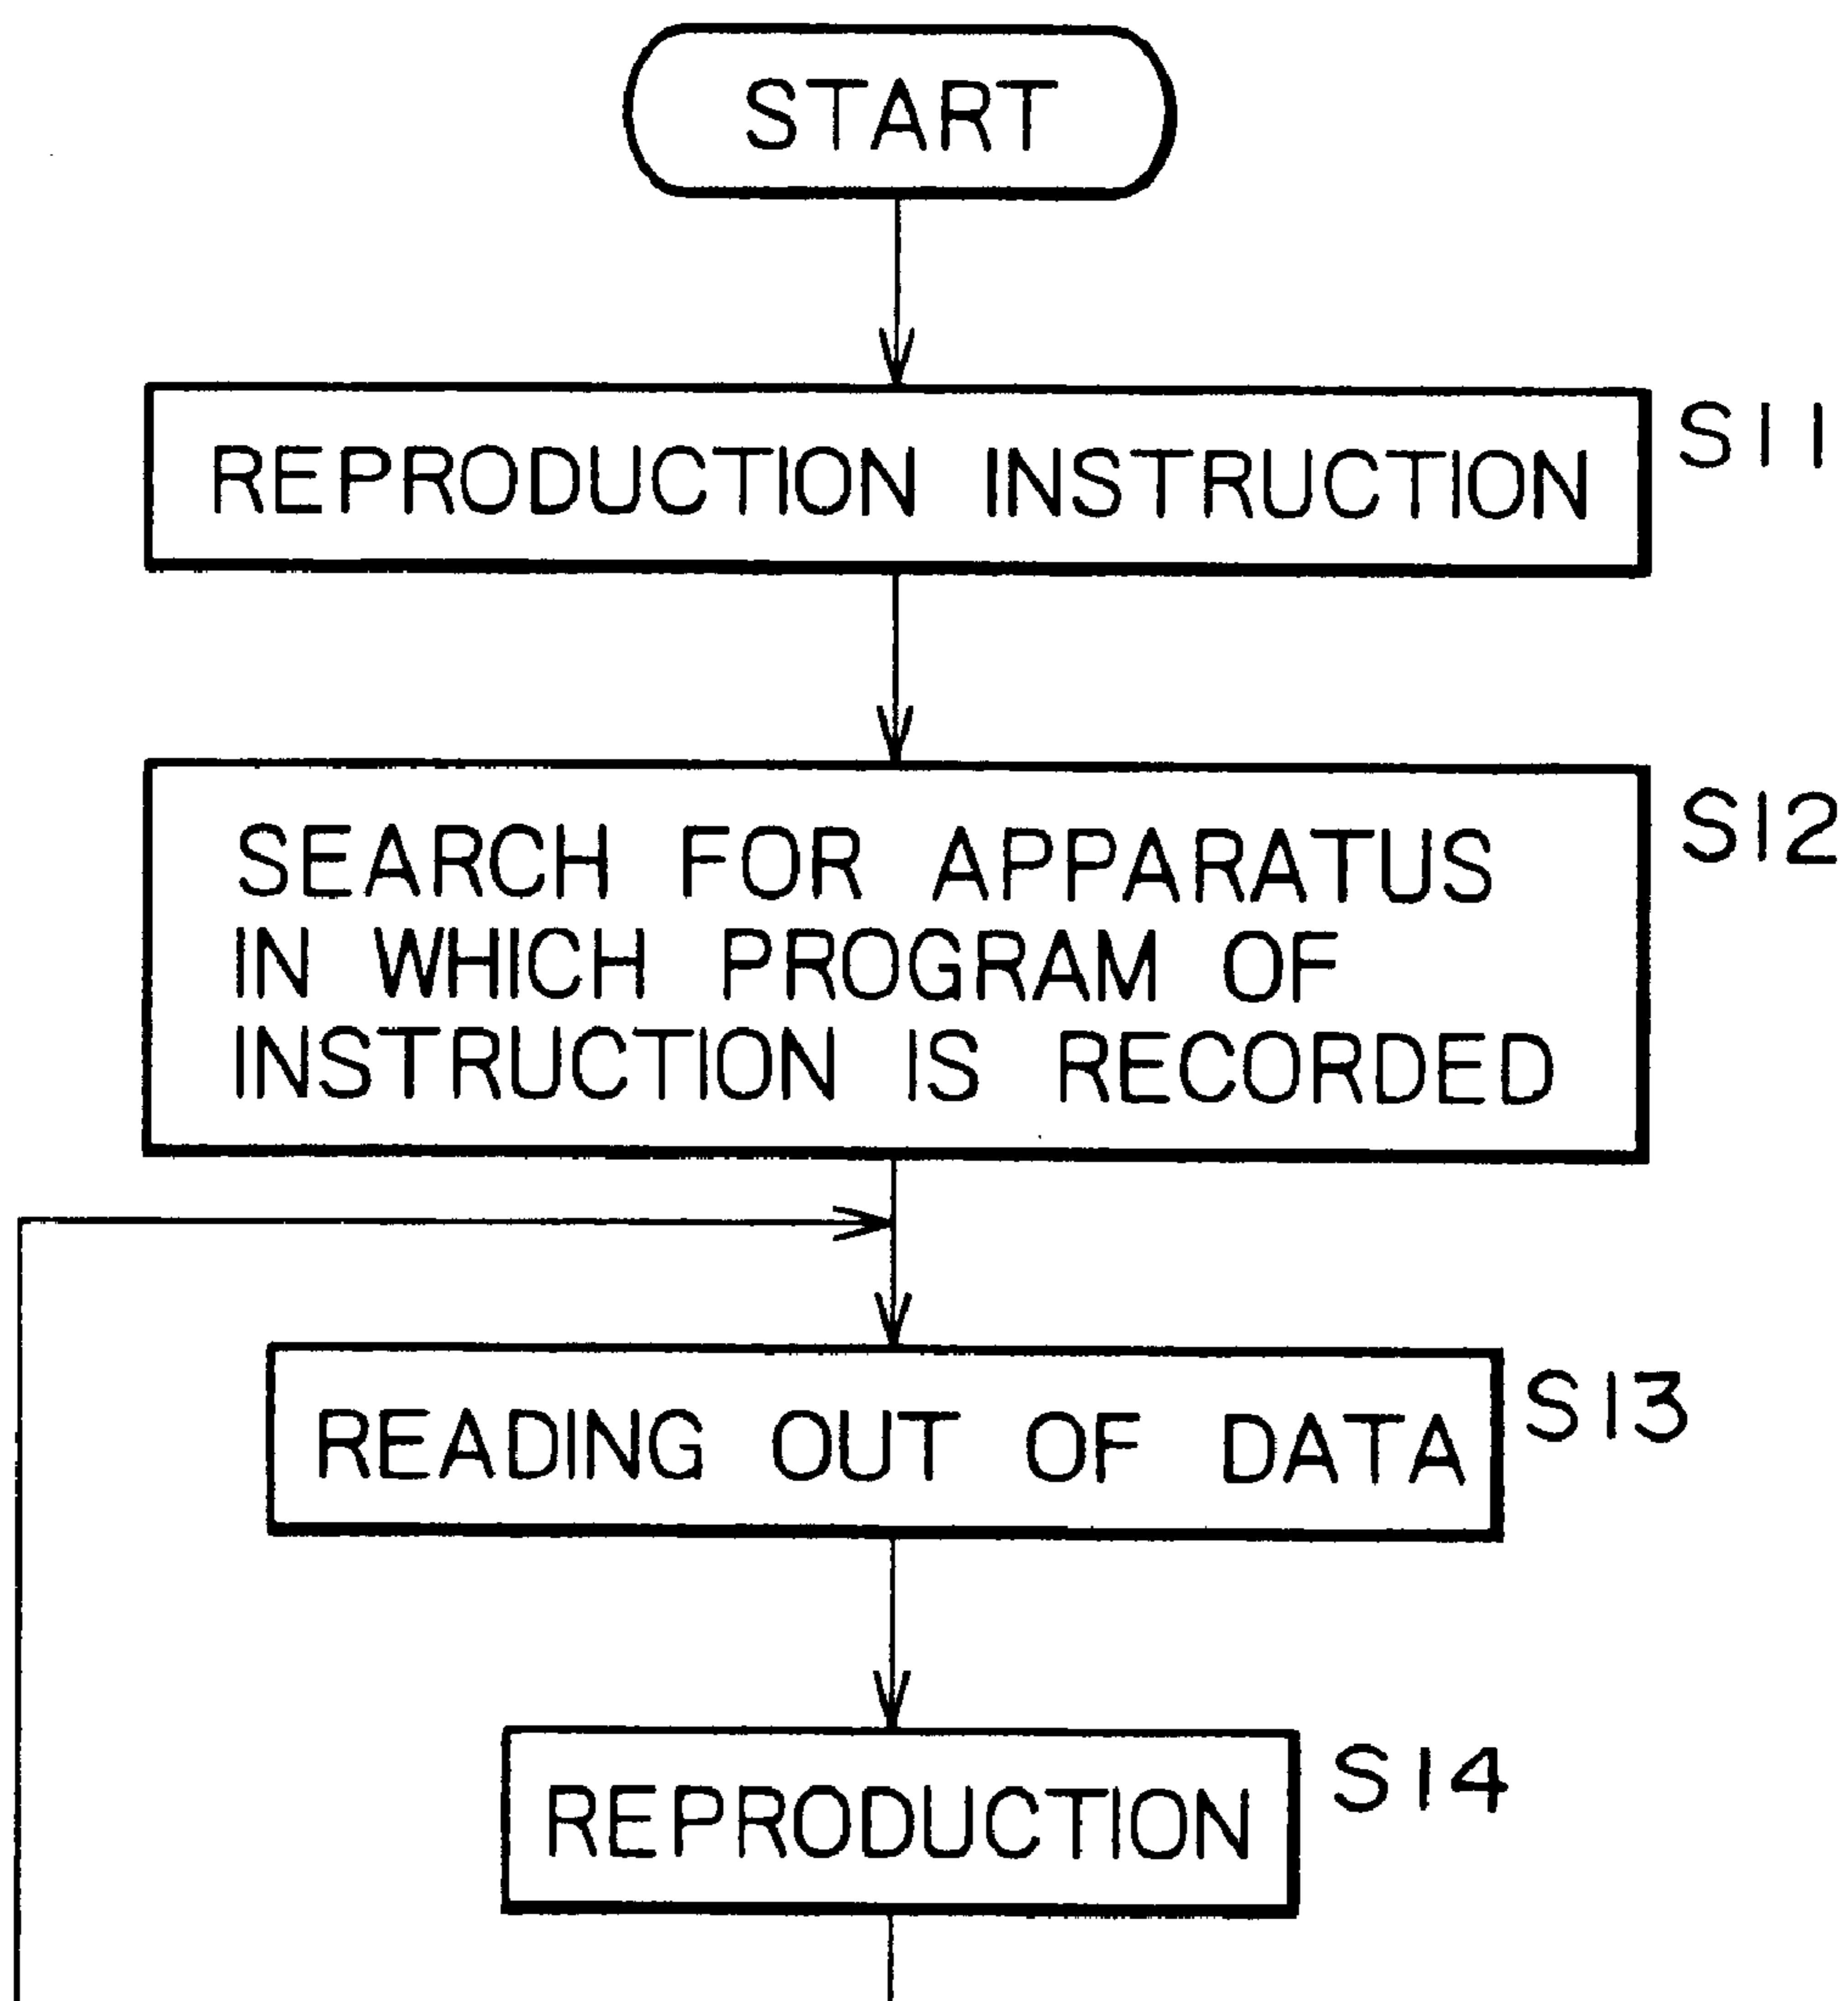 START
REPRODUCTION INSTRUCTION
S11
SEARCH FOR APPARATUS
IN WHICH PROGRAM OF
INSTRUCTION IS RECORDED
S12
READING OUT OF DATA
S13
REPRODUCTION
S14